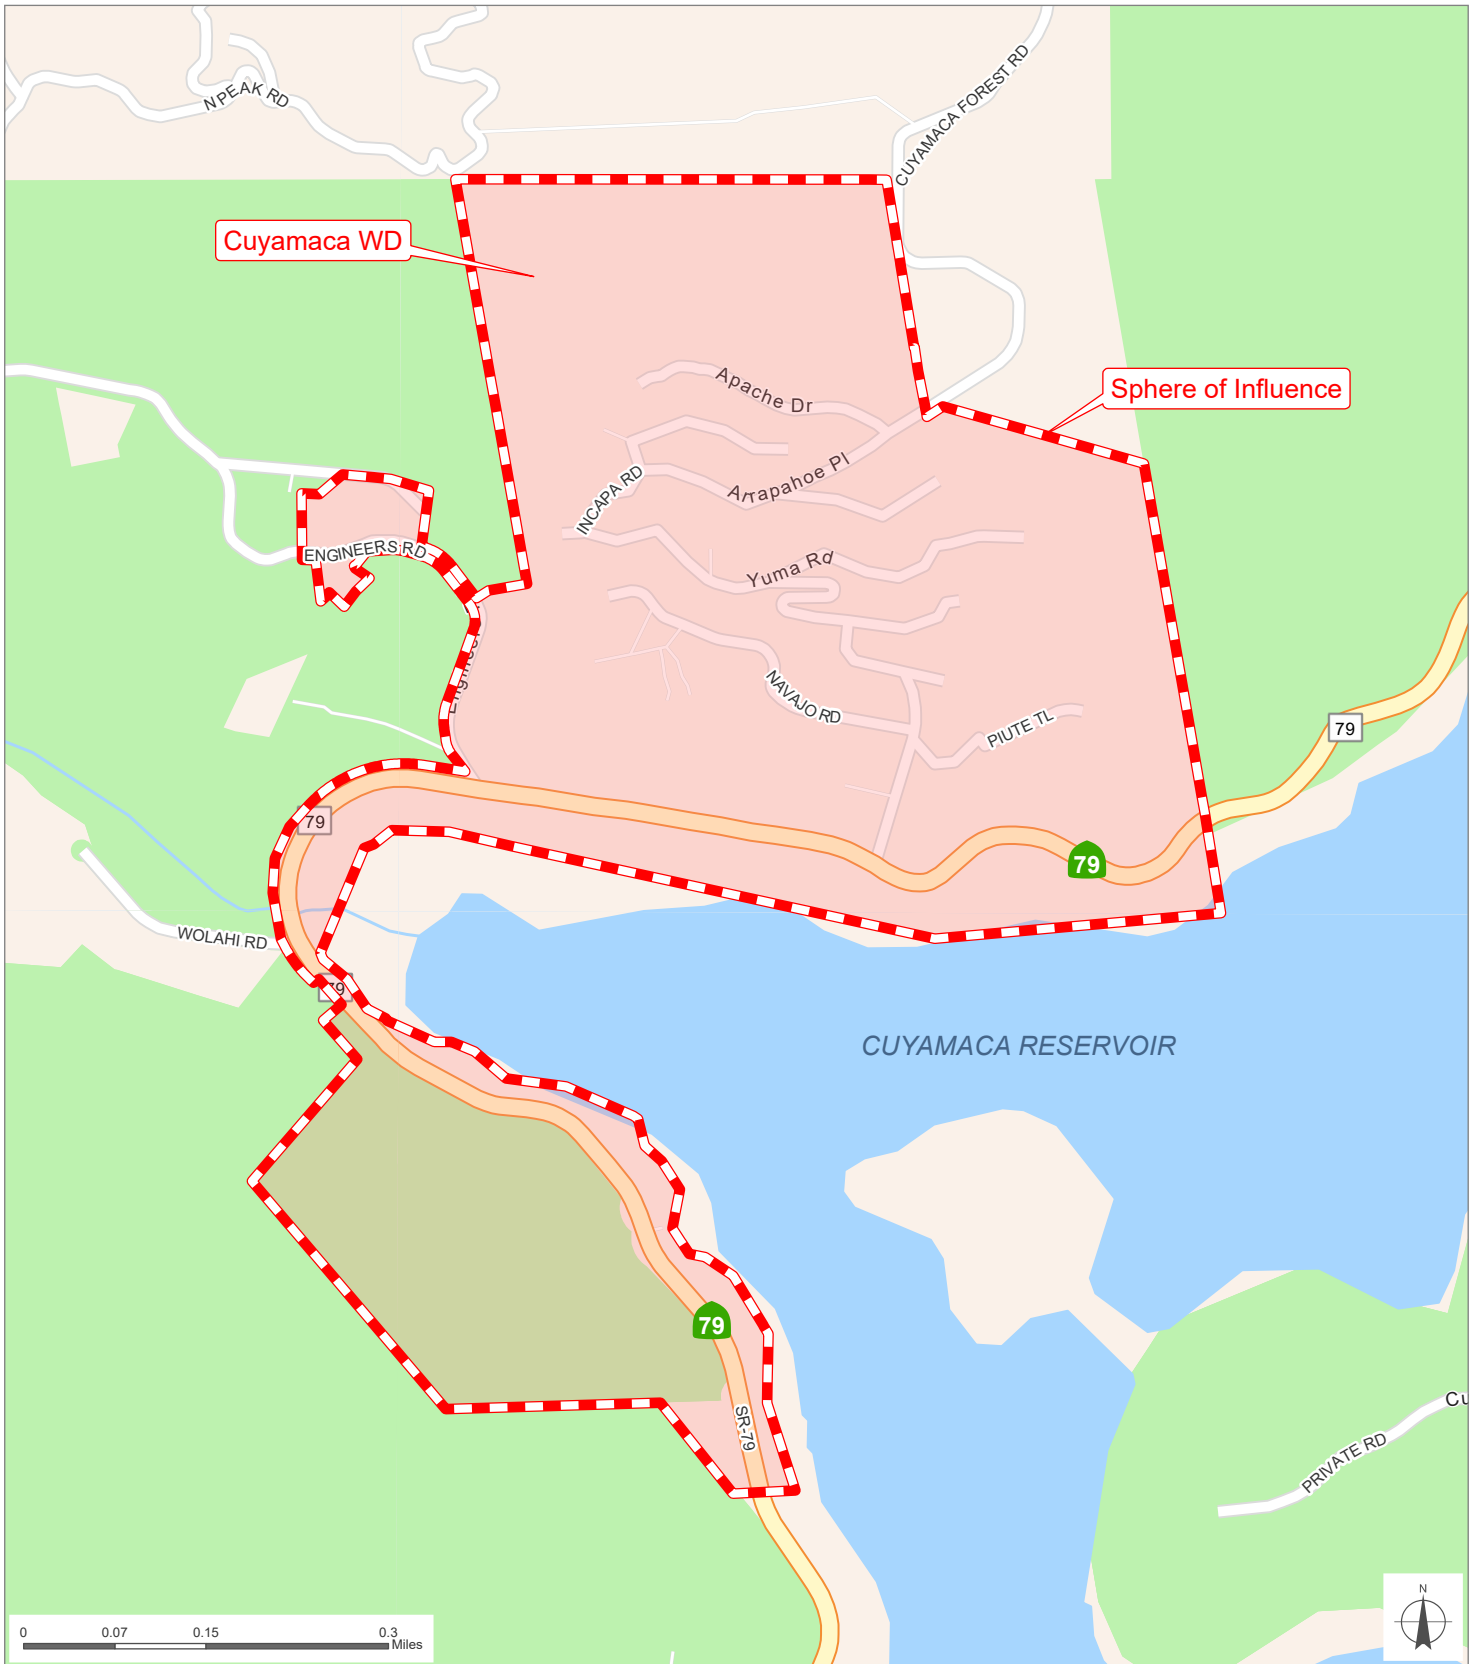 N PEAK RD
CUYAMACA FOREST RD
Cuyamaca WD
Sphere of Influence
Apache Dr
Arrapahoe Pl
INCAPA RD
ENGINEERS RD
Yuma Rd
NAVAJO RD
PIUTE TL
79
79
79
WOLAHI RD
79
CUYAMACA RESERVOIR
79
SR-79
Cu
PRIVATE RD
N
0 0.07 0.15 0.3
Miles